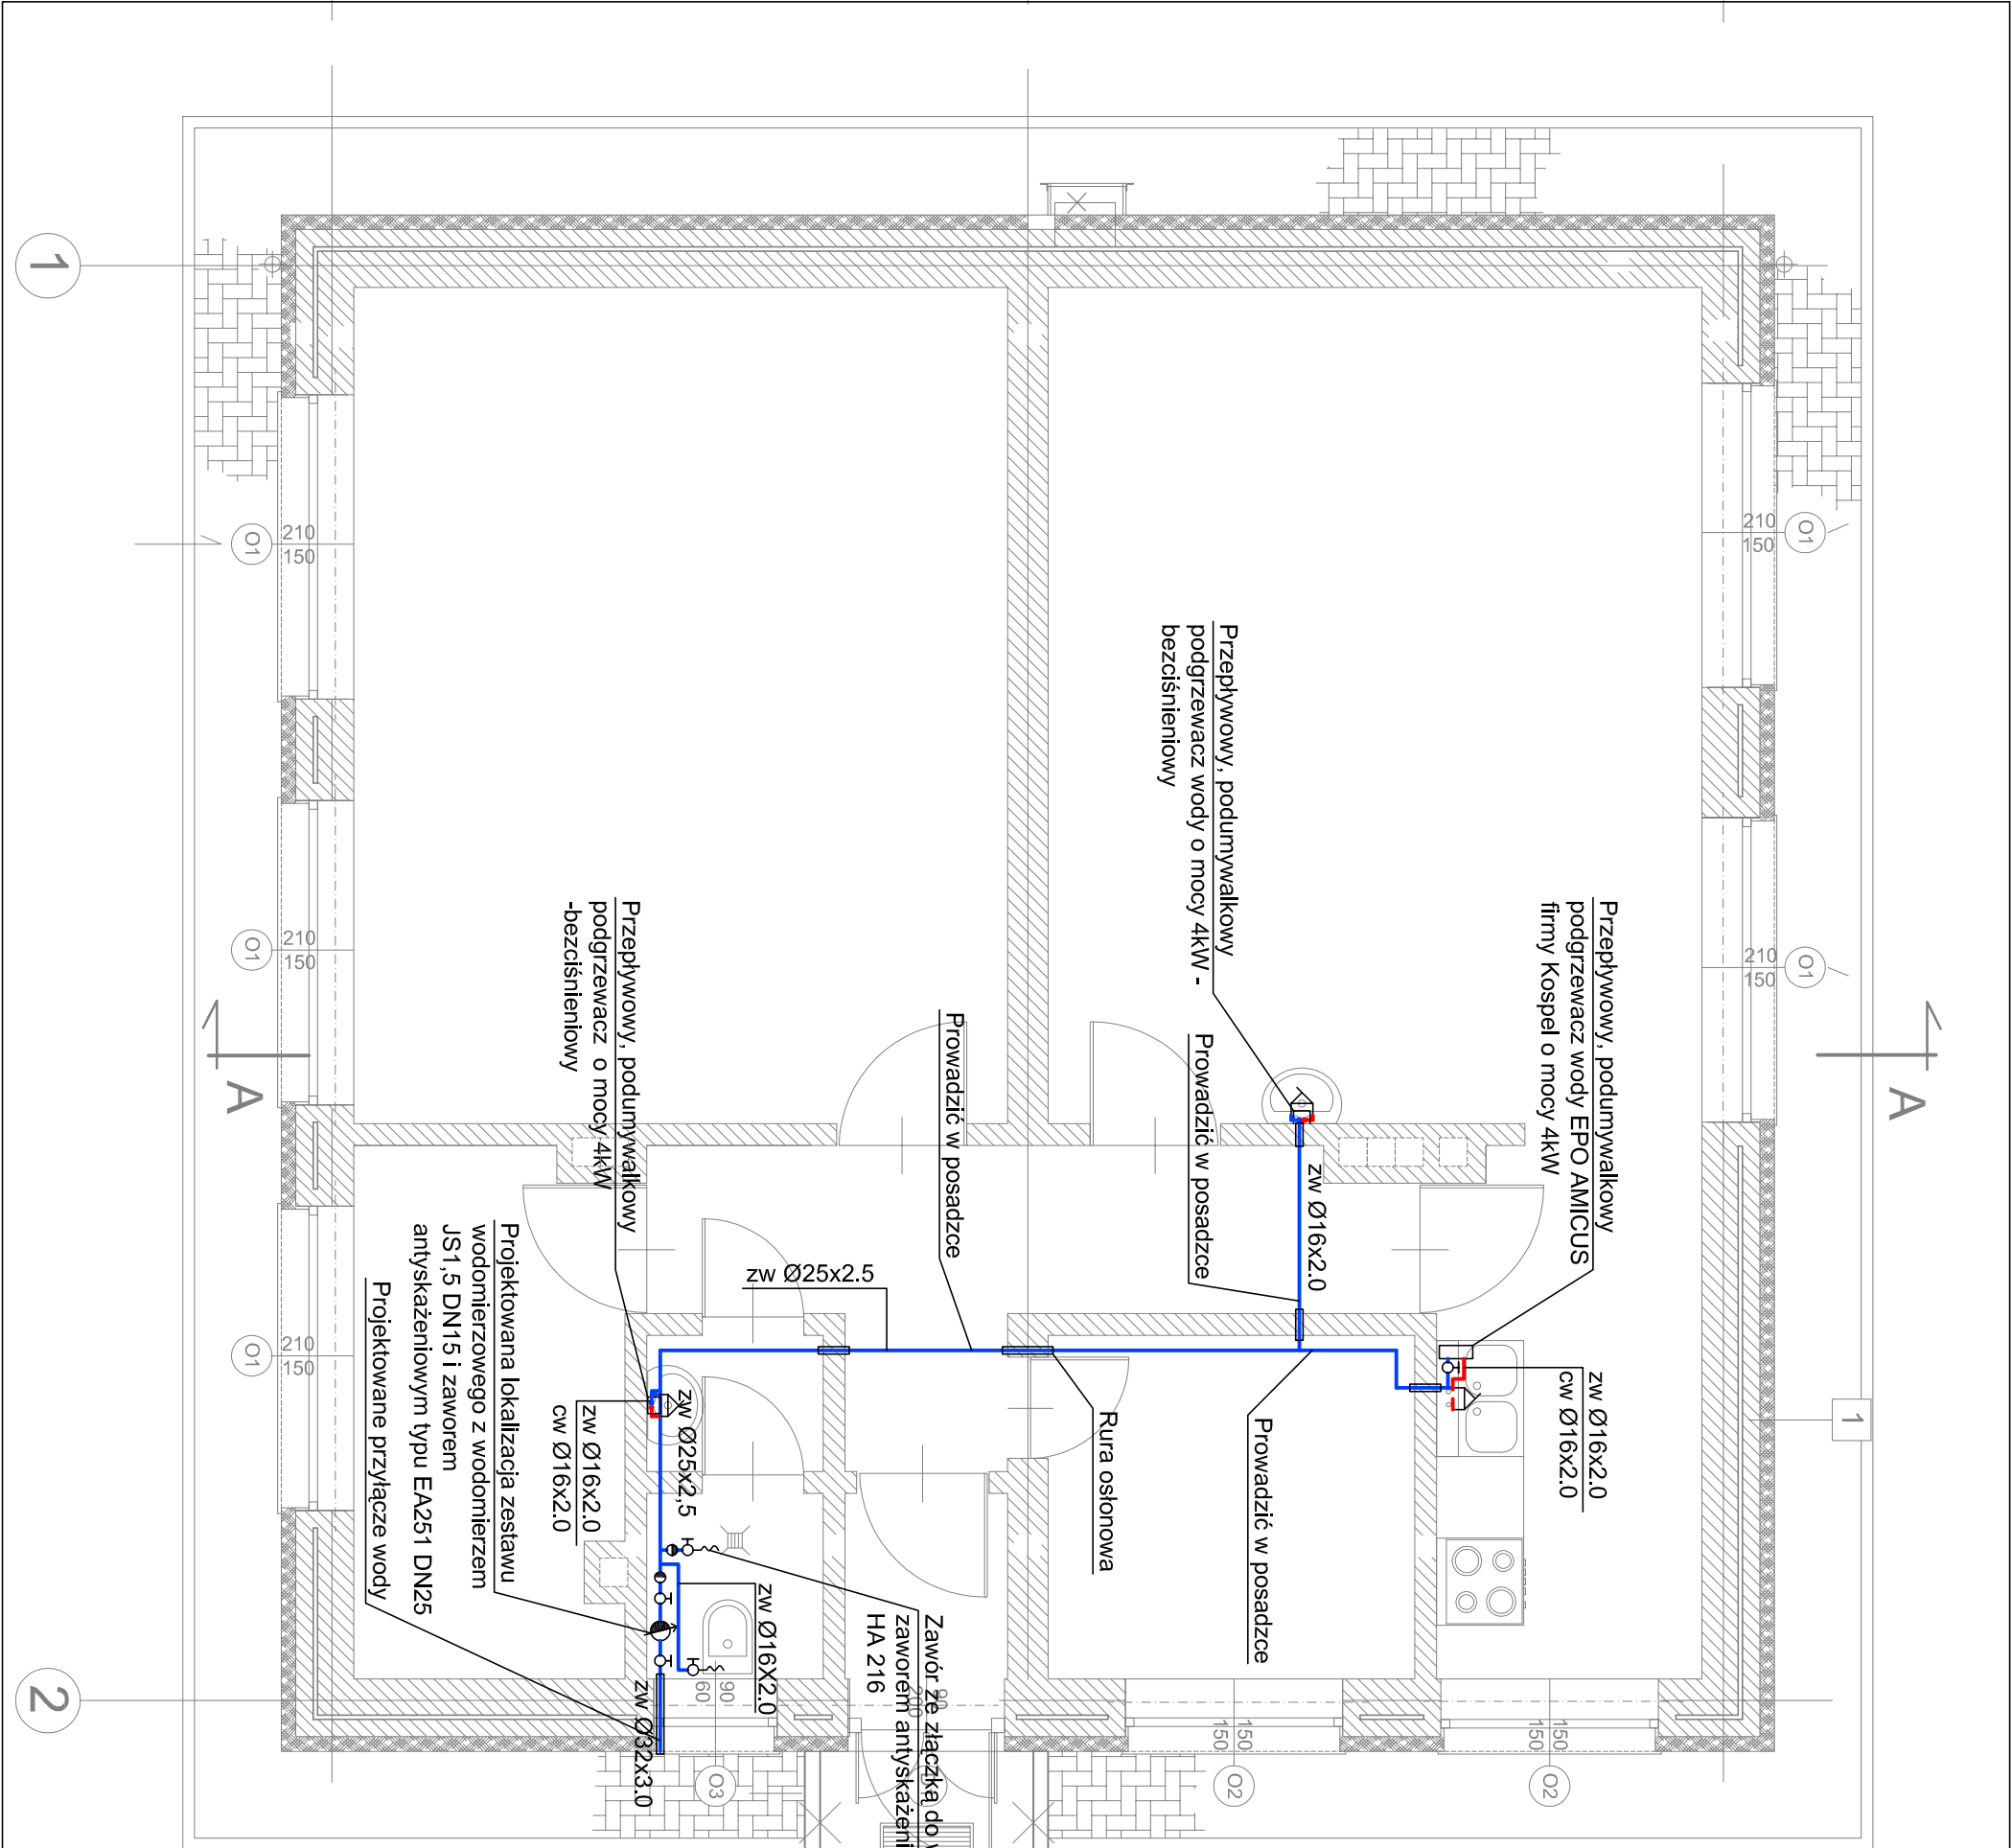 Przepływowy, podumywalkowy
podgrzewacz wody EPO AMICUS
firmy Kospel o mocy 4kW
zw Ø16x2.0
cw Ø16x2.0
Przepływowy, podumywalkowy
podgrzewacz wody o mocy 4kW -
bezciśnieniowy
Prowadzić w posadzce
zw Ø16x2.0
Prowadzić w posadzce
Rura osłonowa
Prowadzić w posadzce
zw Ø25x2.5
Przepływowy, podumywalkowy
podgrzewacz o mocy 4kW
-bezciśnieniowy
zw Ø25x2,5
zw Ø16x2.0
cw Ø16x2.0
Projektowana lokalizacja zestawu
wodomierzowego z wodomierzem
JS1,5 DN15 i zaworem
antyskażeniowym typu EA251 DN25
Projektowane przyłącze wody
zw Ø16X2.0
zw Ø32x3.0
Zawór ze złączką do
zaworem antyskażeni
HA 216
1
2
A
A
1
O1
210
150
O1
210
150
O1
210
150
O1
210
150
O1
210
150
O2
150
150
O2
150
150
O3
90
60
90
200